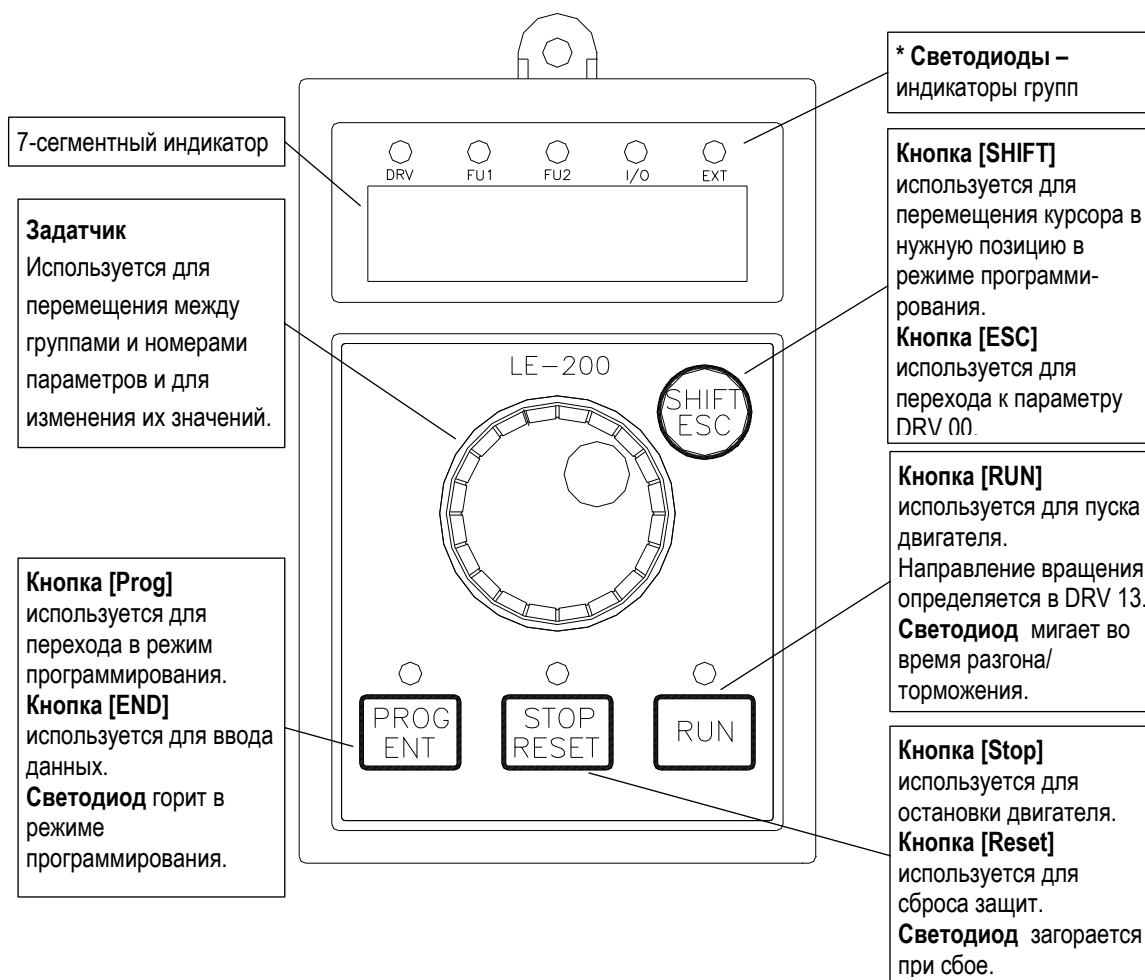 7-сегментный индикатор
Задатчик
Используется для
перемещения между
группами и номерами
параметров и для
изменения их значений.
Кнопка [Prog]
используется для
перехода в режим
программирования.
Кнопка [END]
используется для ввода
данных.
Светодиод горит в
режиме
программирования.
DRV FU1 FU2 I/O EXT
LE-200
SHIFT
ESC
PROG
ENT
STOP
RESET
RUN
* Светодиоды –
индикаторы групп
Кнопка [SHIFT]
используется для
перемещения курсора в
нужную позицию в
режиме программи-
рования.
Кнопка [ESC]
используется для
перехода к параметру
DRV 00.
Кнопка [RUN]
используется для пуска
двигателя.
Направление вращения
определяется в DRV 13.
Светодиод мигает во
время разгона/
торможения.
Кнопка [Stop]
используется для
остановки двигателя.
Кнопка [Reset]
используется для
сброса защит.
Светодиод загорается
при сбое.